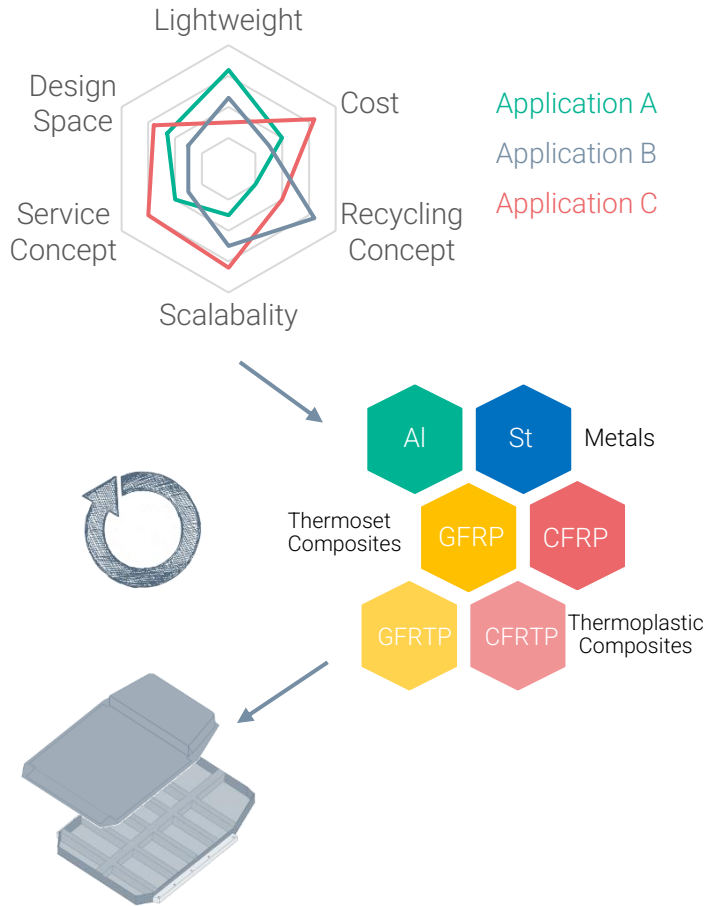 Lightweight
Design
Space
Cost
Application A
Application B
Application C
Service
Concept
Recycling
Concept
Scalabality
Al
St
Metals
Thermoset
Composites
GFRP
CFRP
GFRTP
CFRTP
Thermoplastic
Composites